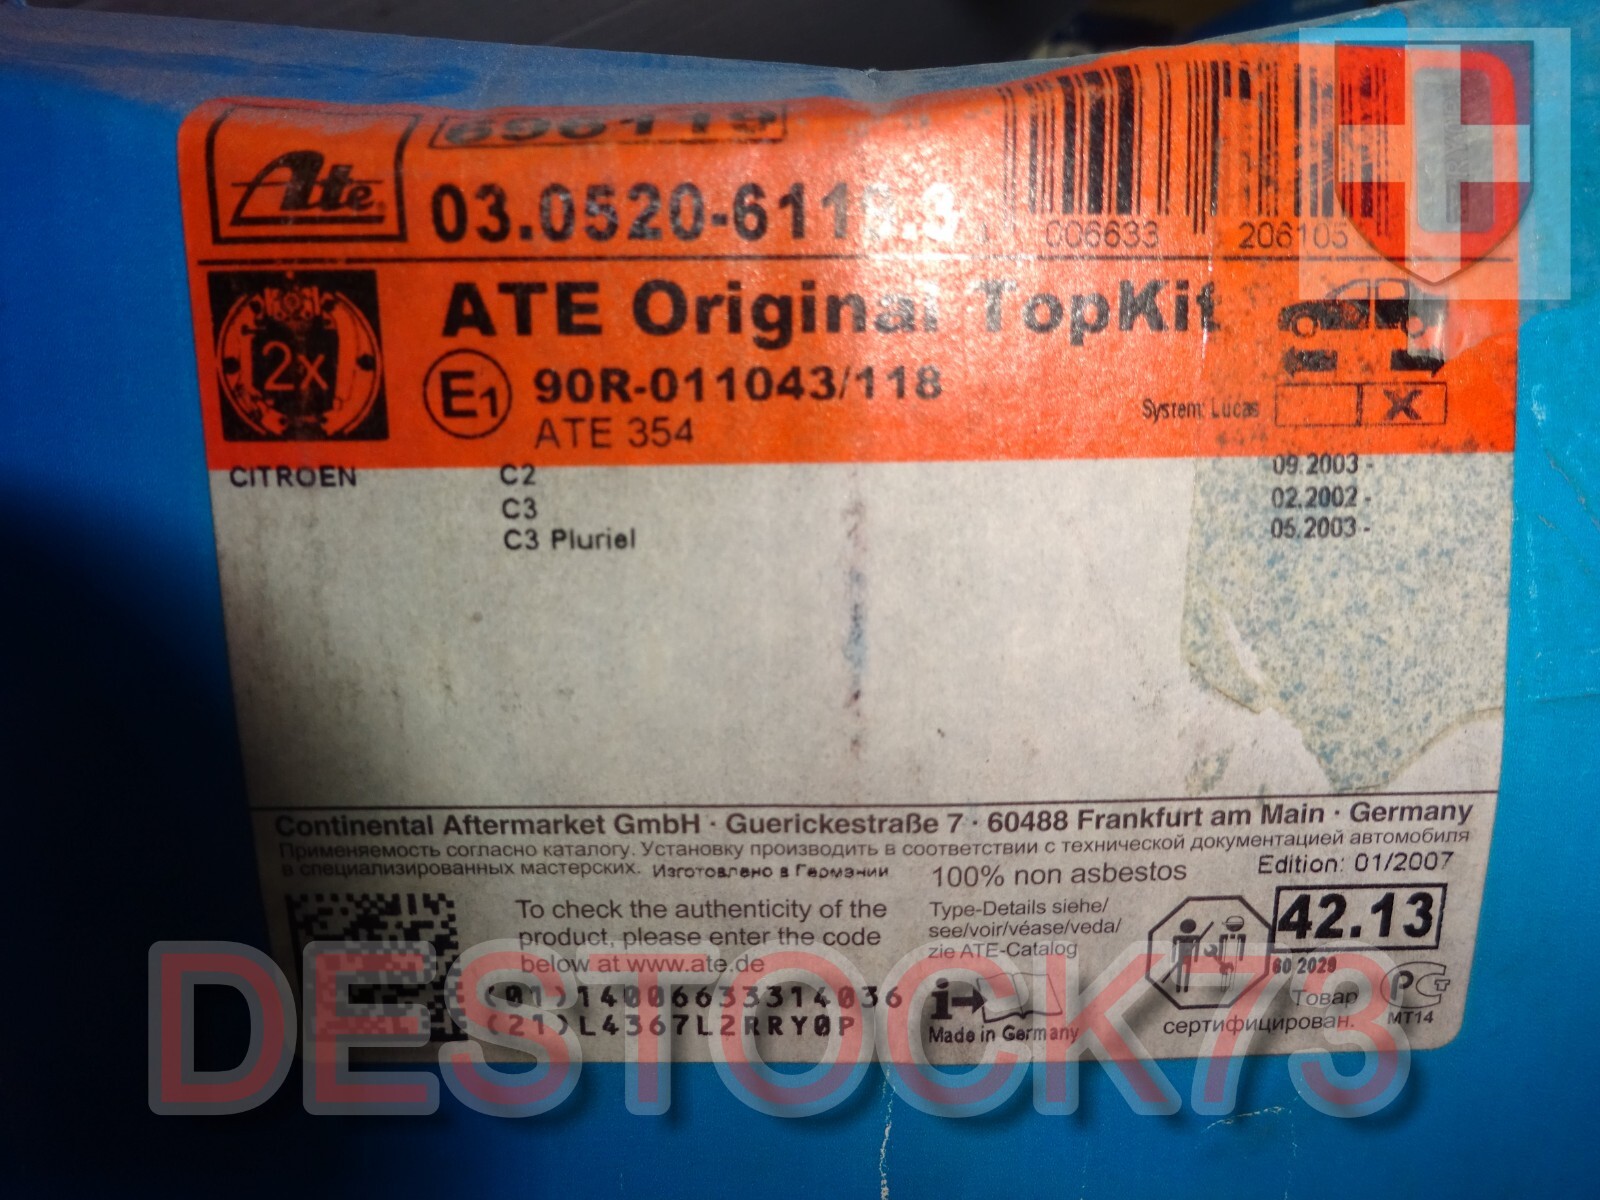 Ate
03.0520-611
006633 206105
ATE Original TopKit
2x
E1 90R-011043/118
System: Lucas X
ATE 354
CITROEN C2 09.2003 -
C3 02.2002 -
C3 Pluriel 05.2003 -
Continental Aftermarket GmbH · Guerickestraße 7 · 60488 Frankfurt am Main · Germany
Применяемость согласно каталогу. Установку производить в соответствии с технической документацией автомобиля
в специализированных мастерских. Изготовлено в Германии
100% non asbestos
Edition: 01/2007
To check the authenticity of the
product, please enter the code
below at www.ate.de
(01)14006633314036
(21)L4367L2RRY0P
Type-Details siehe/
see/voir/véase/veda/
zie ATE-Catalog
i
Made in Germany
42.13
60 2029
Товар
сертифицирован.
РСТ
МТ14
DESTOCK73